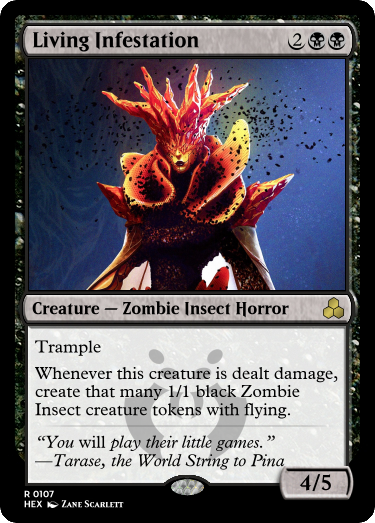 Living Infestation 2
Creature — Zombie Insect Horror
Trample
Whenever this creature is dealt damage,
create that many 1/1 black Zombie
Insect creature tokens with flying.
“You will play their little games.”
—Tarase, the World String to Pina
4/5
R 0107
HEX Zane Scarlett